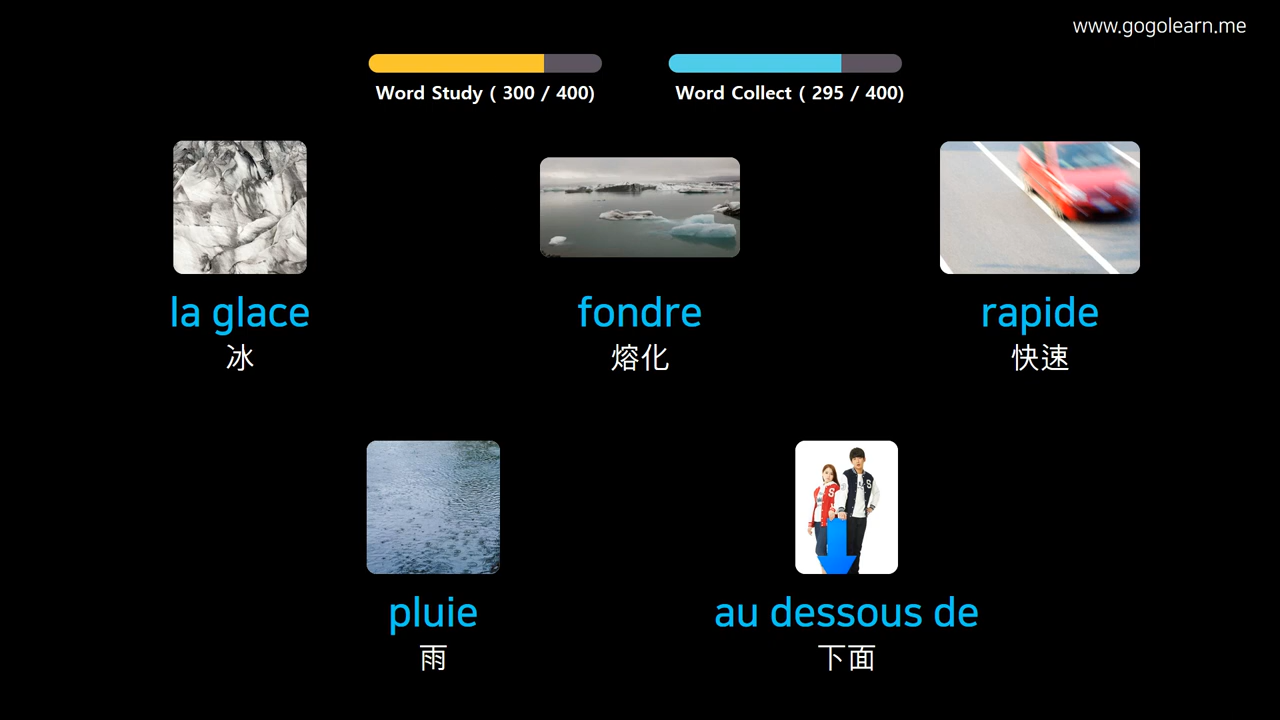 www.gogolearn.me
Word Study ( 300 / 400)
Word Collect ( 295 / 400)
la glace
冰
fondre
熔化
rapide
快速
pluie
雨
au dessous de
下面